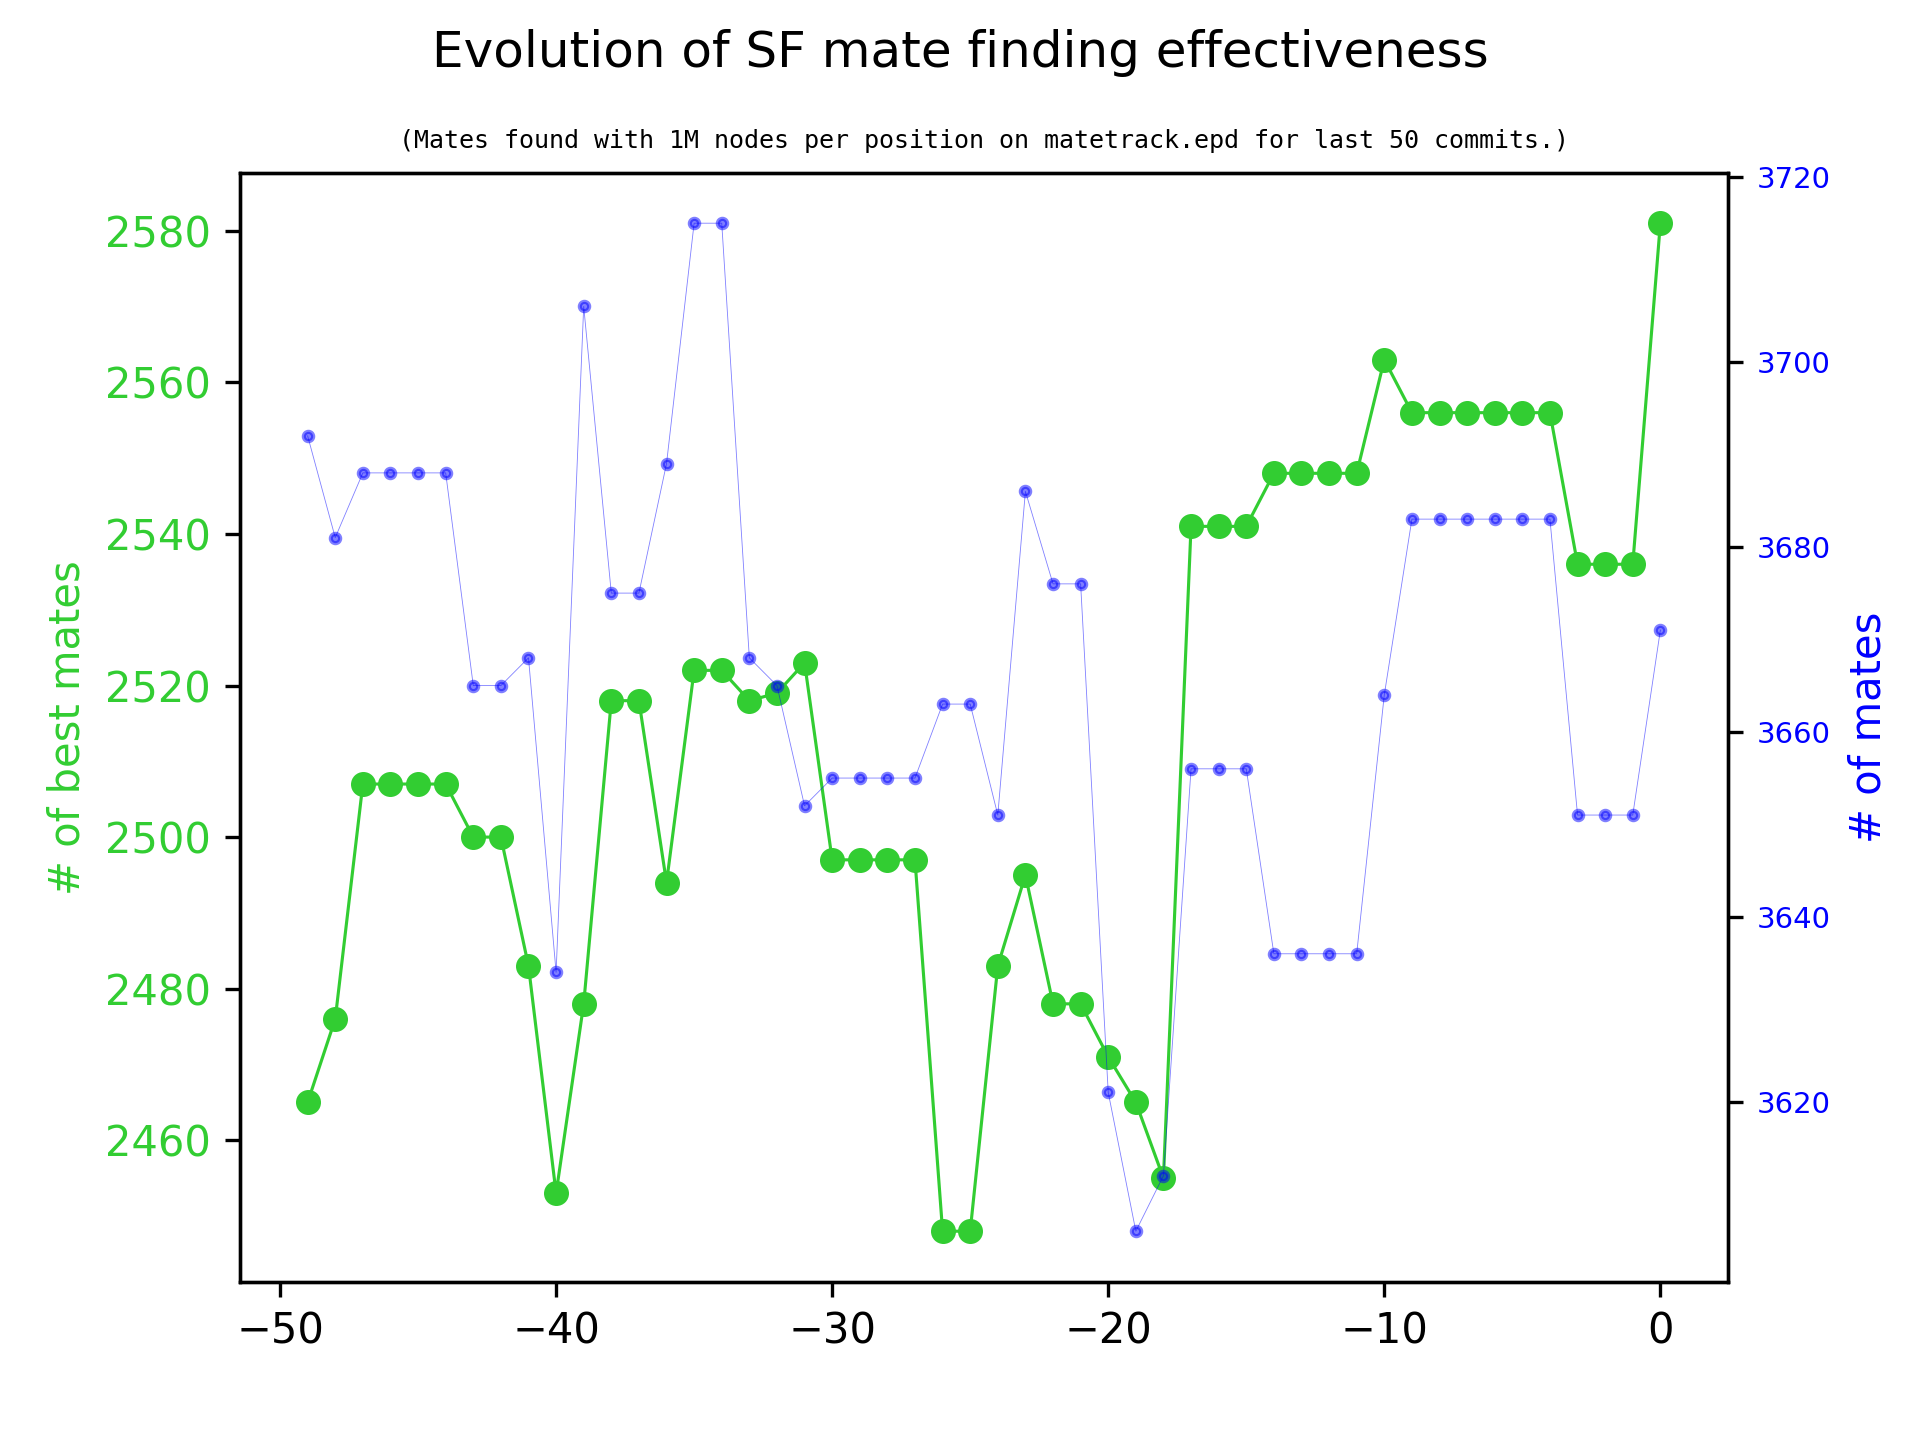 Evolution of SF mate finding effectiveness
(Mates found with 1M nodes per position on matetrack.epd for last 50 commits.)
# of best mates
2580
2560
2540
2520
2500
2480
2460
3720
3700
3680
3660
3640
3620
# of mates
−50 −40 −30 −20 −10 0